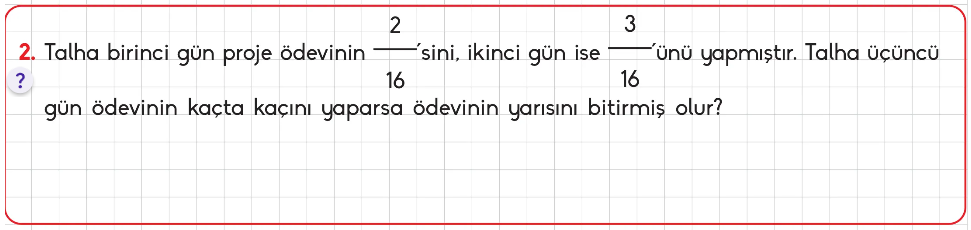 2. Talha birinci gün proje ödevinin 2/16'sini, ikinci gün ise 3/16'ünü yapmıştır. Talha üçüncü
?
gün ödevinin kaçta kaçını yaparsa ödevinin yarısını bitirmiş olur?